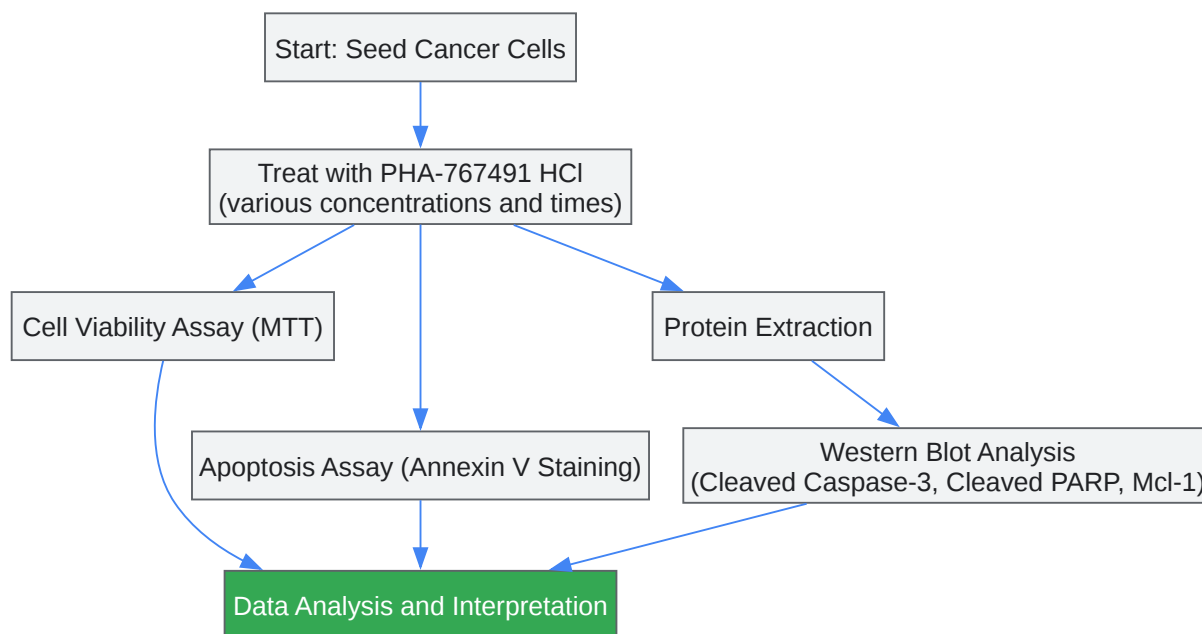 Start: Seed Cancer Cells
Treat with PHA-767491 HCl
(various concentrations and times)
Cell Viability Assay (MTT)
Protein Extraction
Apoptosis Assay (Annexin V Staining)
Western Blot Analysis
(Cleaved Caspase-3, Cleaved PARP, Mcl-1)
Data Analysis and Interpretation